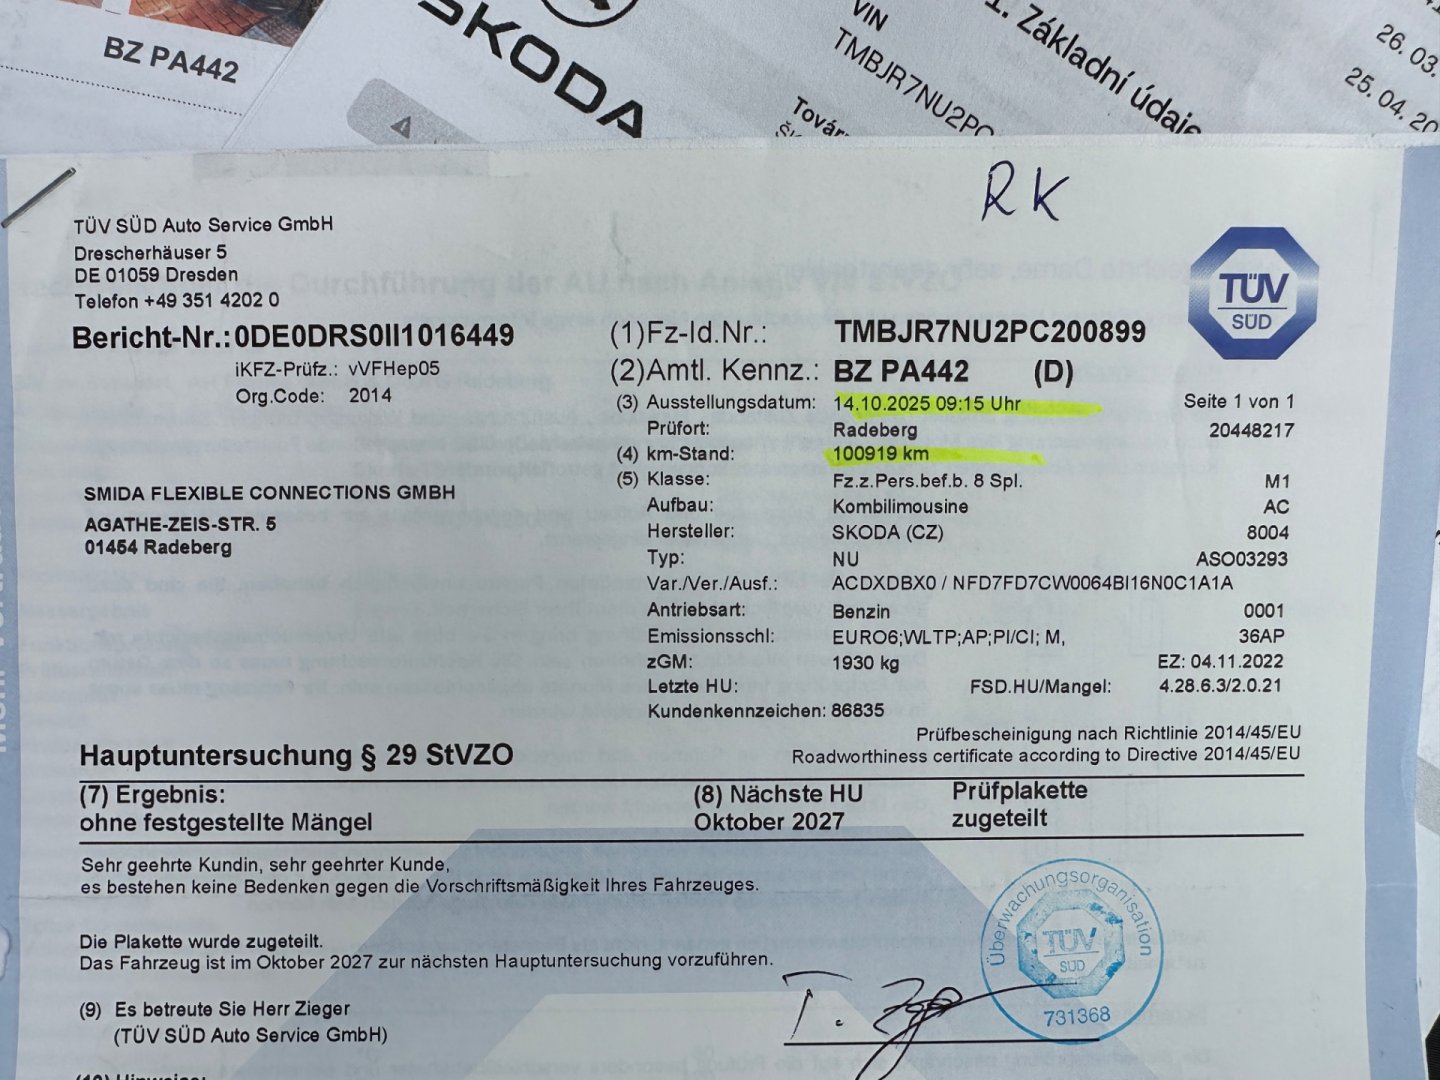 BZ PA442
SKODA
VIN
TMBJR7NU2PC
1. Základní údaje
26. 03.
25. 04. 20
RK
TÜV SÜD Auto Service GmbH
Drescherhäuser 5
DE 01059 Dresden
Telefon +49 351 4202 0
TÜV
SÜD
Bericht-Nr.:0DE0DRS0II1016449
iKFZ-Prüfz.: vVFHep05
Org.Code: 2014
(1)Fz-Id.Nr.: TMBJR7NU2PC200899
(2)Amtl. Kennz.: BZ PA442 (D)
(3) Ausstellungsdatum: 14.10.2025 09:15 Uhr Seite 1 von 1
Prüfort: Radeberg 20448217
(4) km-Stand: 100919 km
(5) Klasse: Fz.z.Pers.bef.b. 8 Spl. M1
Aufbau: Kombilimousine AC
Hersteller: SKODA (CZ) 8004
Typ: NU ASO03293
Var./Ver./Ausf.: ACDXDBX0 / NFD7FD7CW0064BI16N0C1A1A
Antriebsart: Benzin 0001
Emissionsschl: EURO6;WLTP;AP;PI/CI; M, 36AP
zGM: 1930 kg EZ: 04.11.2022
Letzte HU: FSD.HU/Mangel: 4.28.6.3/2.0.21
Kundenkennzeichen: 86835
SMIDA FLEXIBLE CONNECTIONS GMBH
AGATHE-ZEIS-STR. 5
01454 Radeberg
Prüfbescheinigung nach Richtlinie 2014/45/EU
Roadworthiness certificate according to Directive 2014/45/EU
Hauptuntersuchung § 29 StVZO
(7) Ergebnis:
ohne festgestellte Mängel
(8) Nächste HU
Oktober 2027
Prüfplakette
zugeteilt
Sehr geehrte Kundin, sehr geehrter Kunde,
es bestehen keine Bedenken gegen die Vorschriftsmäßigkeit Ihres Fahrzeuges.
Die Plakette wurde zugeteilt.
Das Fahrzeug ist im Oktober 2027 zur nächsten Hauptuntersuchung vorzuführen.
(9) Es betreute Sie Herr Zieger
(TÜV SÜD Auto Service GmbH)
Überwachungsorganisation
TÜV
SÜD
731368
(10) Hinweise: